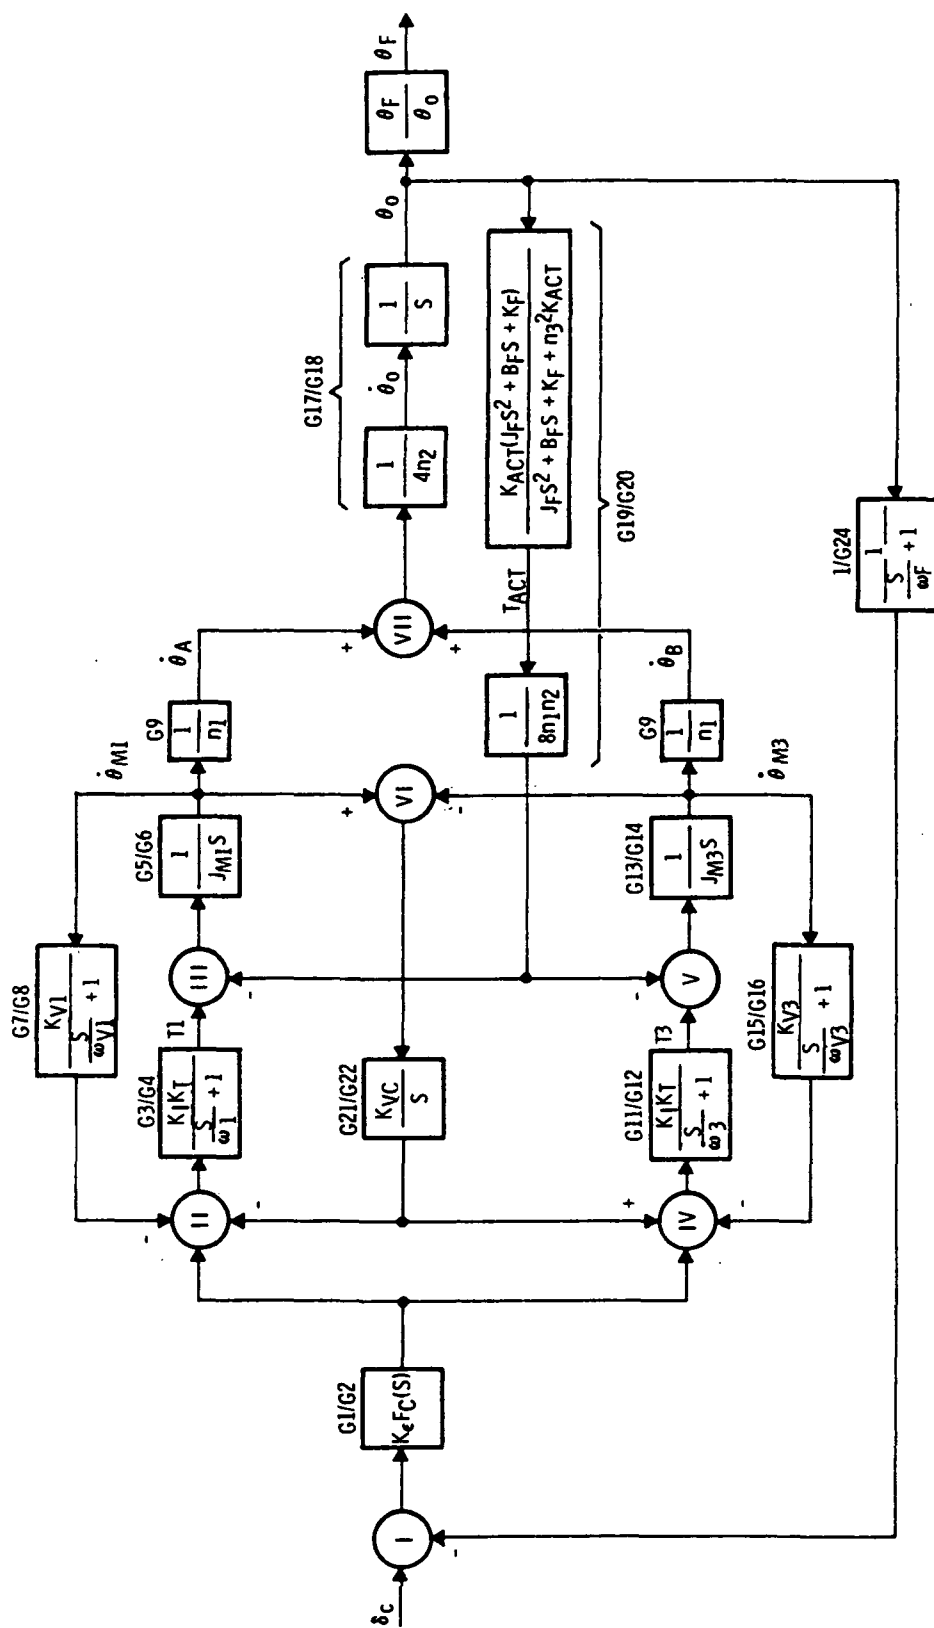 δC
I
-
G1/G2
KϵFC(S)
II
-
-
G7/G8
KV1
S/ωV1 + 1
G3/G4
KIKT
S/ω1 + 1
T1
III
-
G5/G6
1
JM1S
θ̇M1
G9
1
n1
θ̇A
+
G21/G22
KVC
S
VI
+
-
VII
+
+
IV
+
-
G11/G12
KIKT
S/ω3 + 1
T3
V
-
G13/G14
1
JM3S
θ̇M3
G9
1
n1
θ̇B
G15/G16
KV3
S/ωV3 + 1
1
8n1n2
TACT
KACT(JFS2 + BFS + KF)
JFS2 + BFS + KF + n32KACT
G19/G20
G17/G18
1
4n2
θ̇O
1
S
θO
θF
θO
θF
1/G24
1
S/ωF + 1